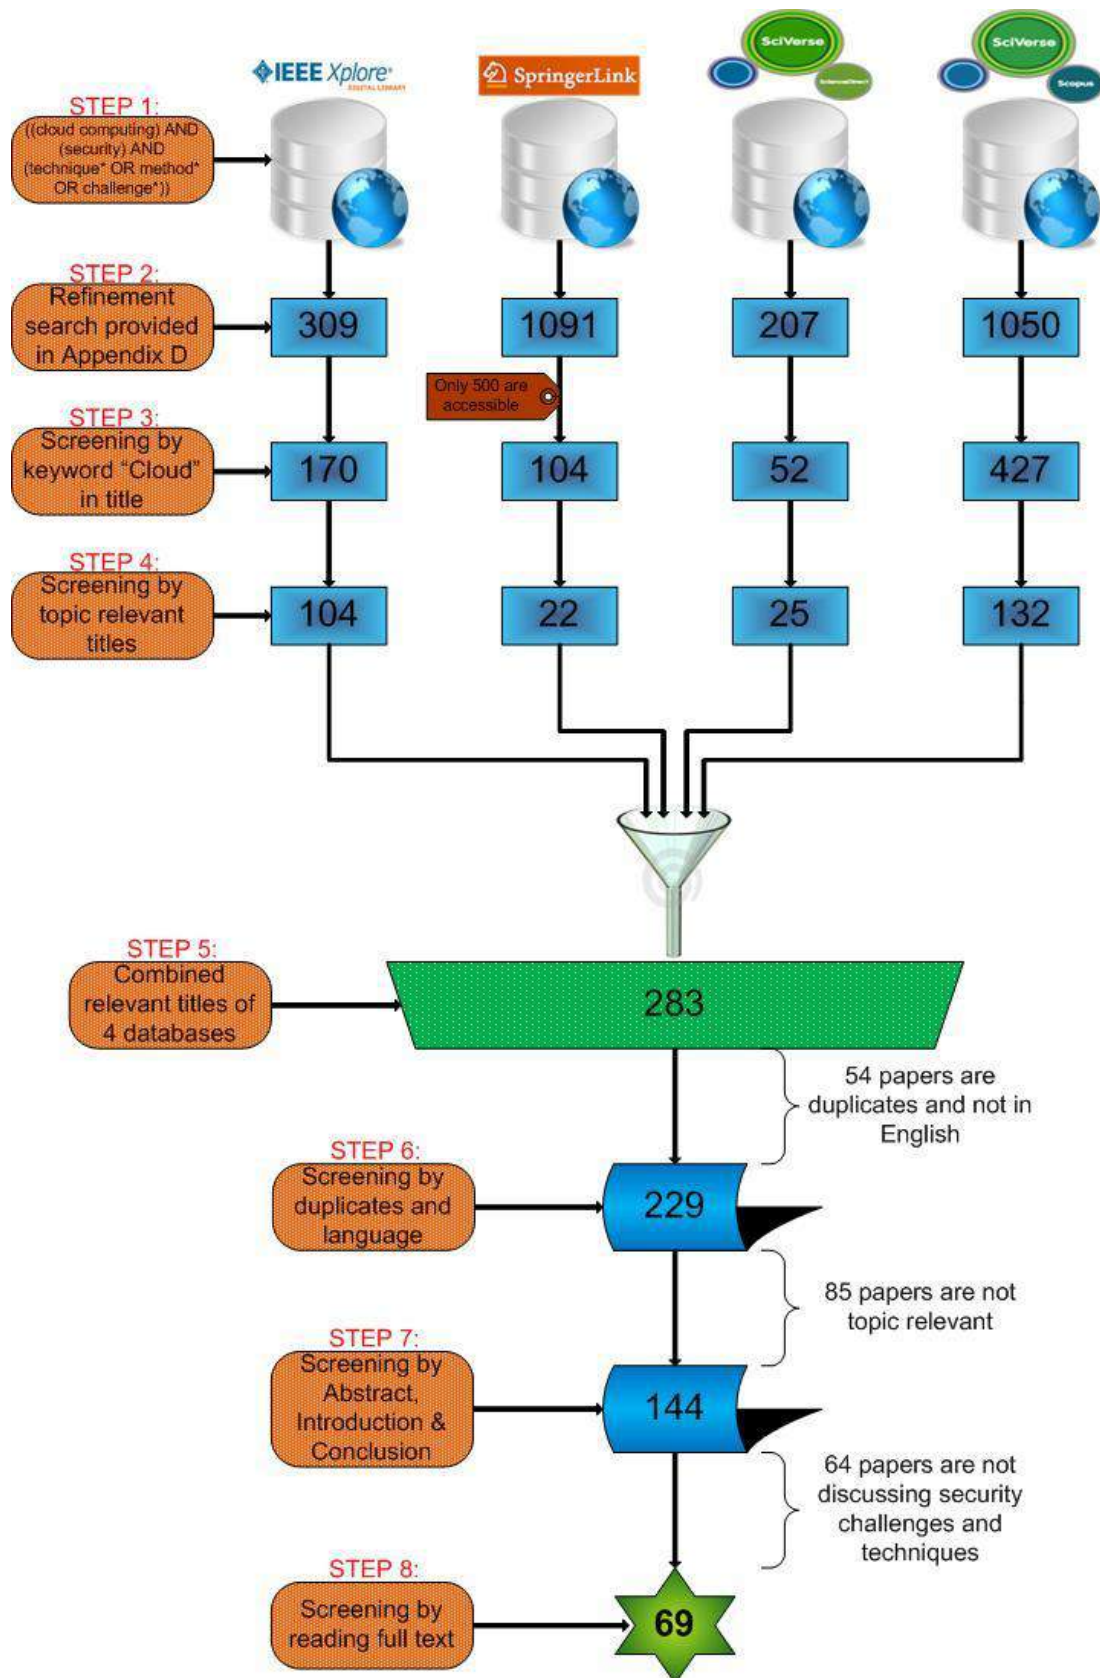 SciVerse
SciVerse
IEEE Xplore®
DIGITAL LIBRARY
SpringerLink
ScienceDirect
Scopus
STEP 1:
((cloud computing) AND
(security) AND
(technique* OR method*
OR challenge*))
STEP 2:
Refinement
search provided
in Appendix D
309
1091
207
1050
Only 500 are
accessible
STEP 3:
Screening by
keyword “Cloud”
in title
170
104
52
427
STEP 4:
Screening by
topic relevant
titles
104
22
25
132
STEP 5:
Combined
relevant titles of
4 databases
283
54 papers are
duplicates and not in
English
STEP 6:
Screening by
duplicates and
language
229
85 papers are not
topic relevant
STEP 7:
Screening by
Abstract,
Introduction &
Conclusion
144
64 papers are not
discussing security
challenges and
techniques
STEP 8:
Screening by
reading full text
69